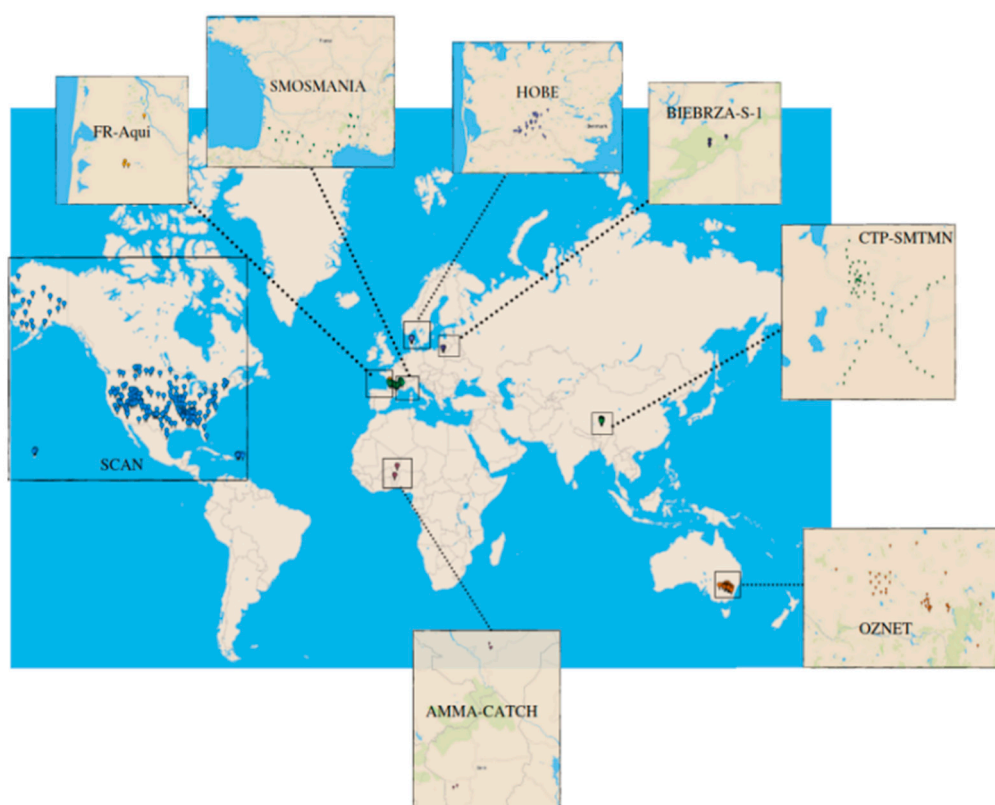 SMOSMANIA
HOBE
BIEBRZA-S-1
FR-Aqui
CTP-SMTMN
SCAN
OZNET
AMMA-CATCH